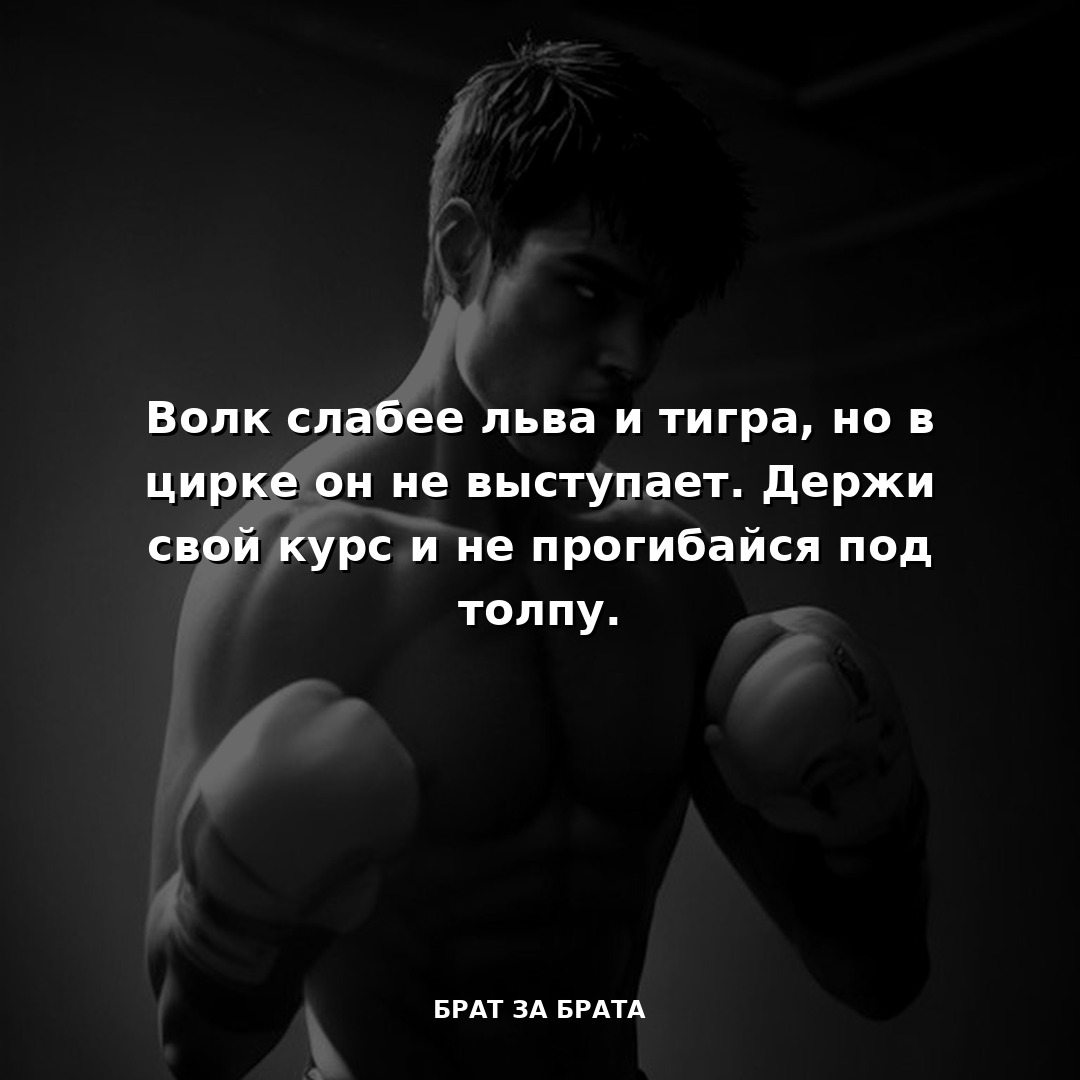 Волк слабее льва и тигра, но в
цирке он не выступает. Держи
свой курс и не прогибайся под
толпу.
БРАТ ЗА БРАТА